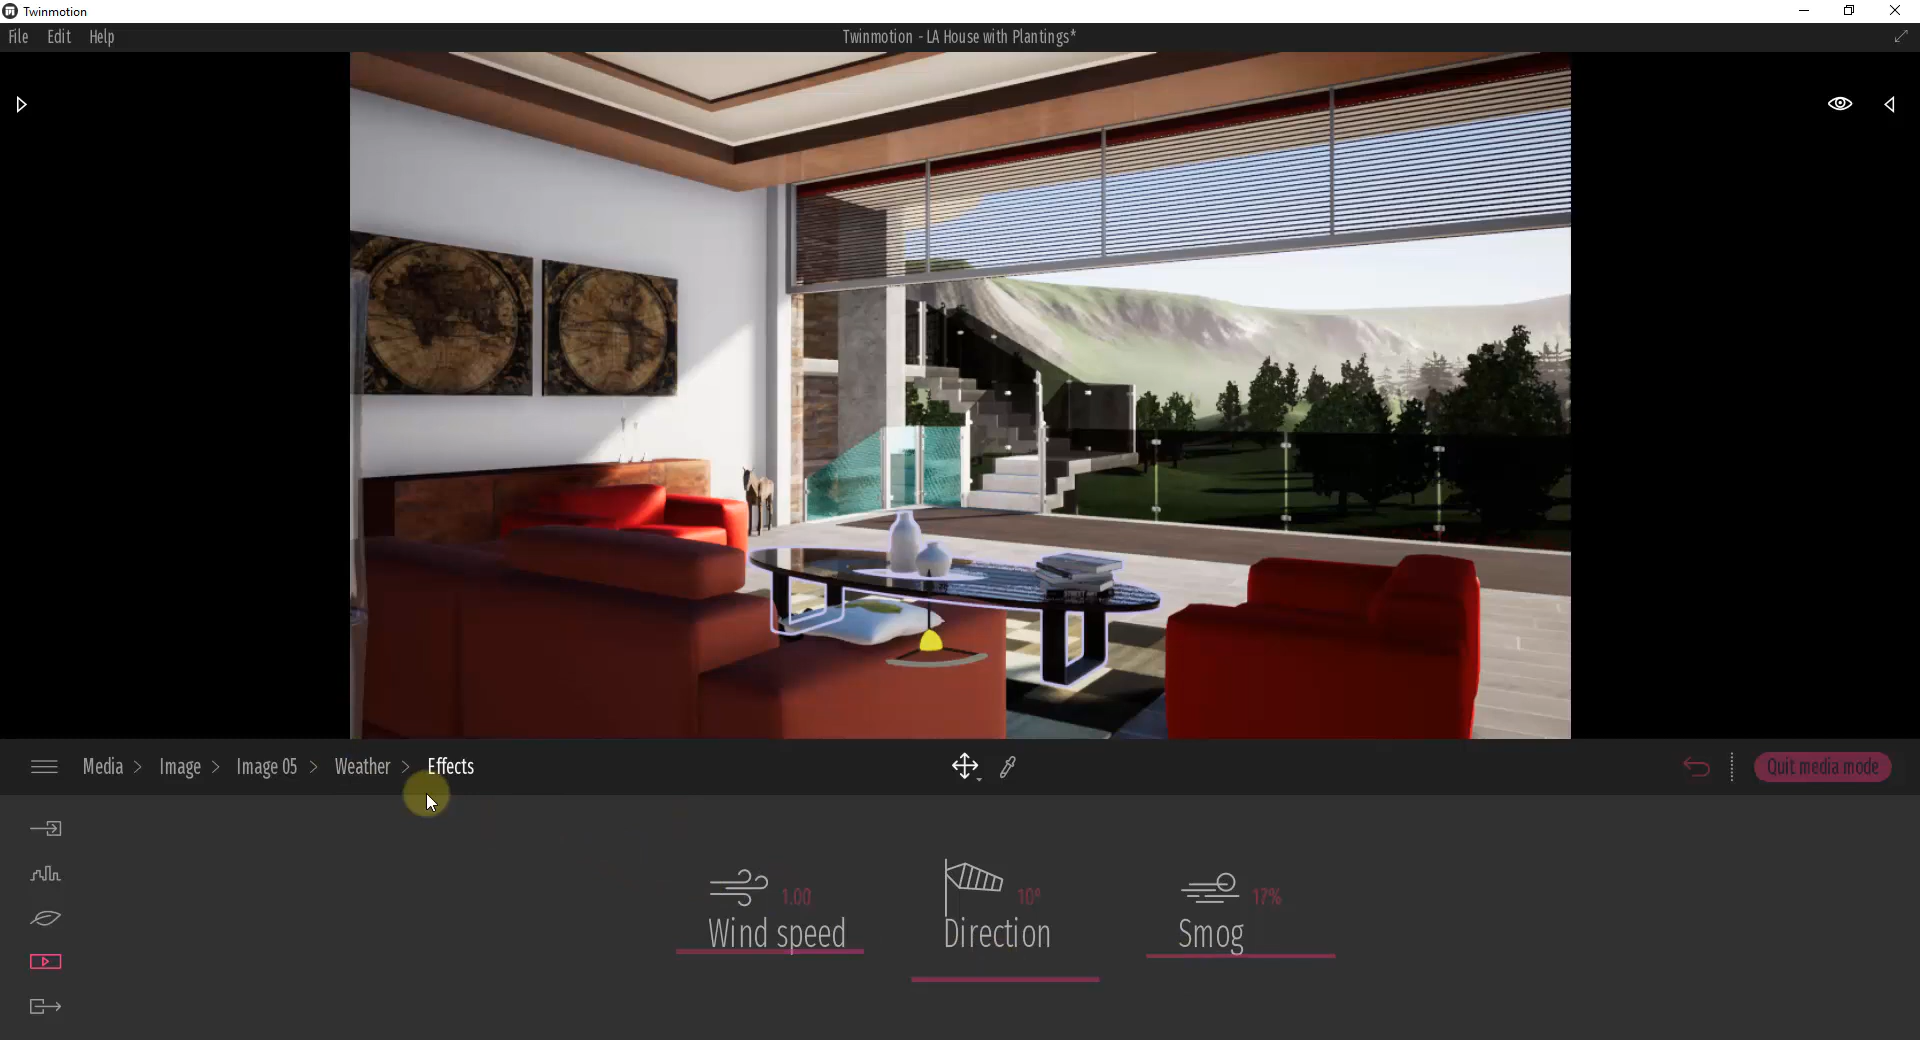 Twinmotion
File Edit Help
Twinmotion - LA House with Plantings*
Media > Image > Image 05 > Weather > Effects
Quit media mode
1.00
Wind speed
10°
Direction
17%
Smog